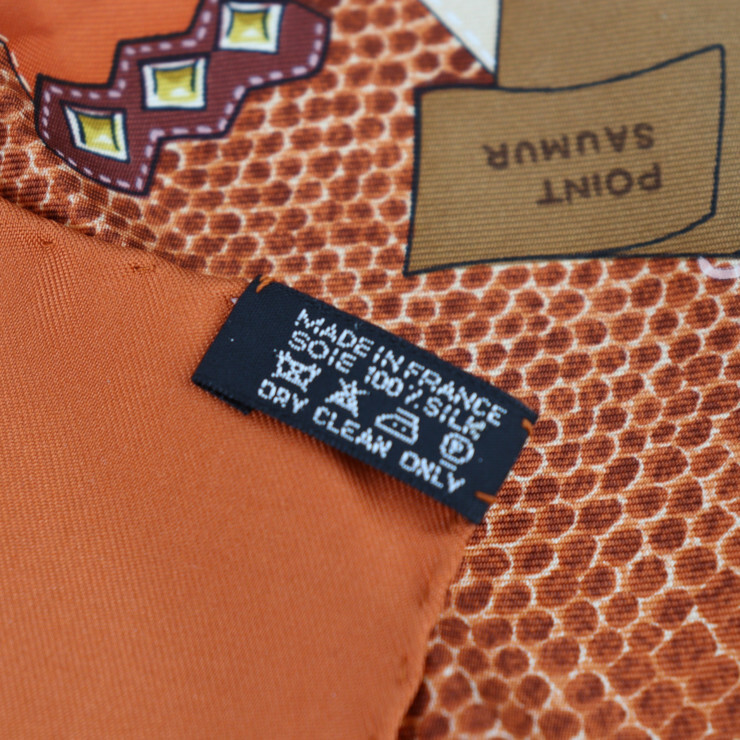 POINT
SAUMUR
MADE IN FRANCE
SOIE 100% SILK
DRY CLEAN ONLY